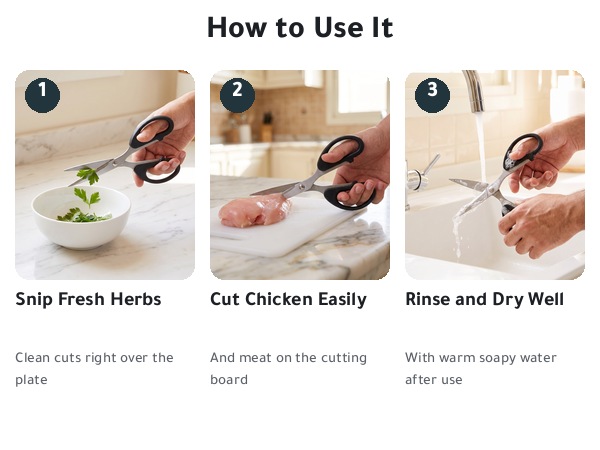 How to Use It
1
2
3
Snip Fresh Herbs
Cut Chicken Easily
Rinse and Dry Well
Clean cuts right over the
plate
And meat on the cutting
board
With warm soapy water
after use